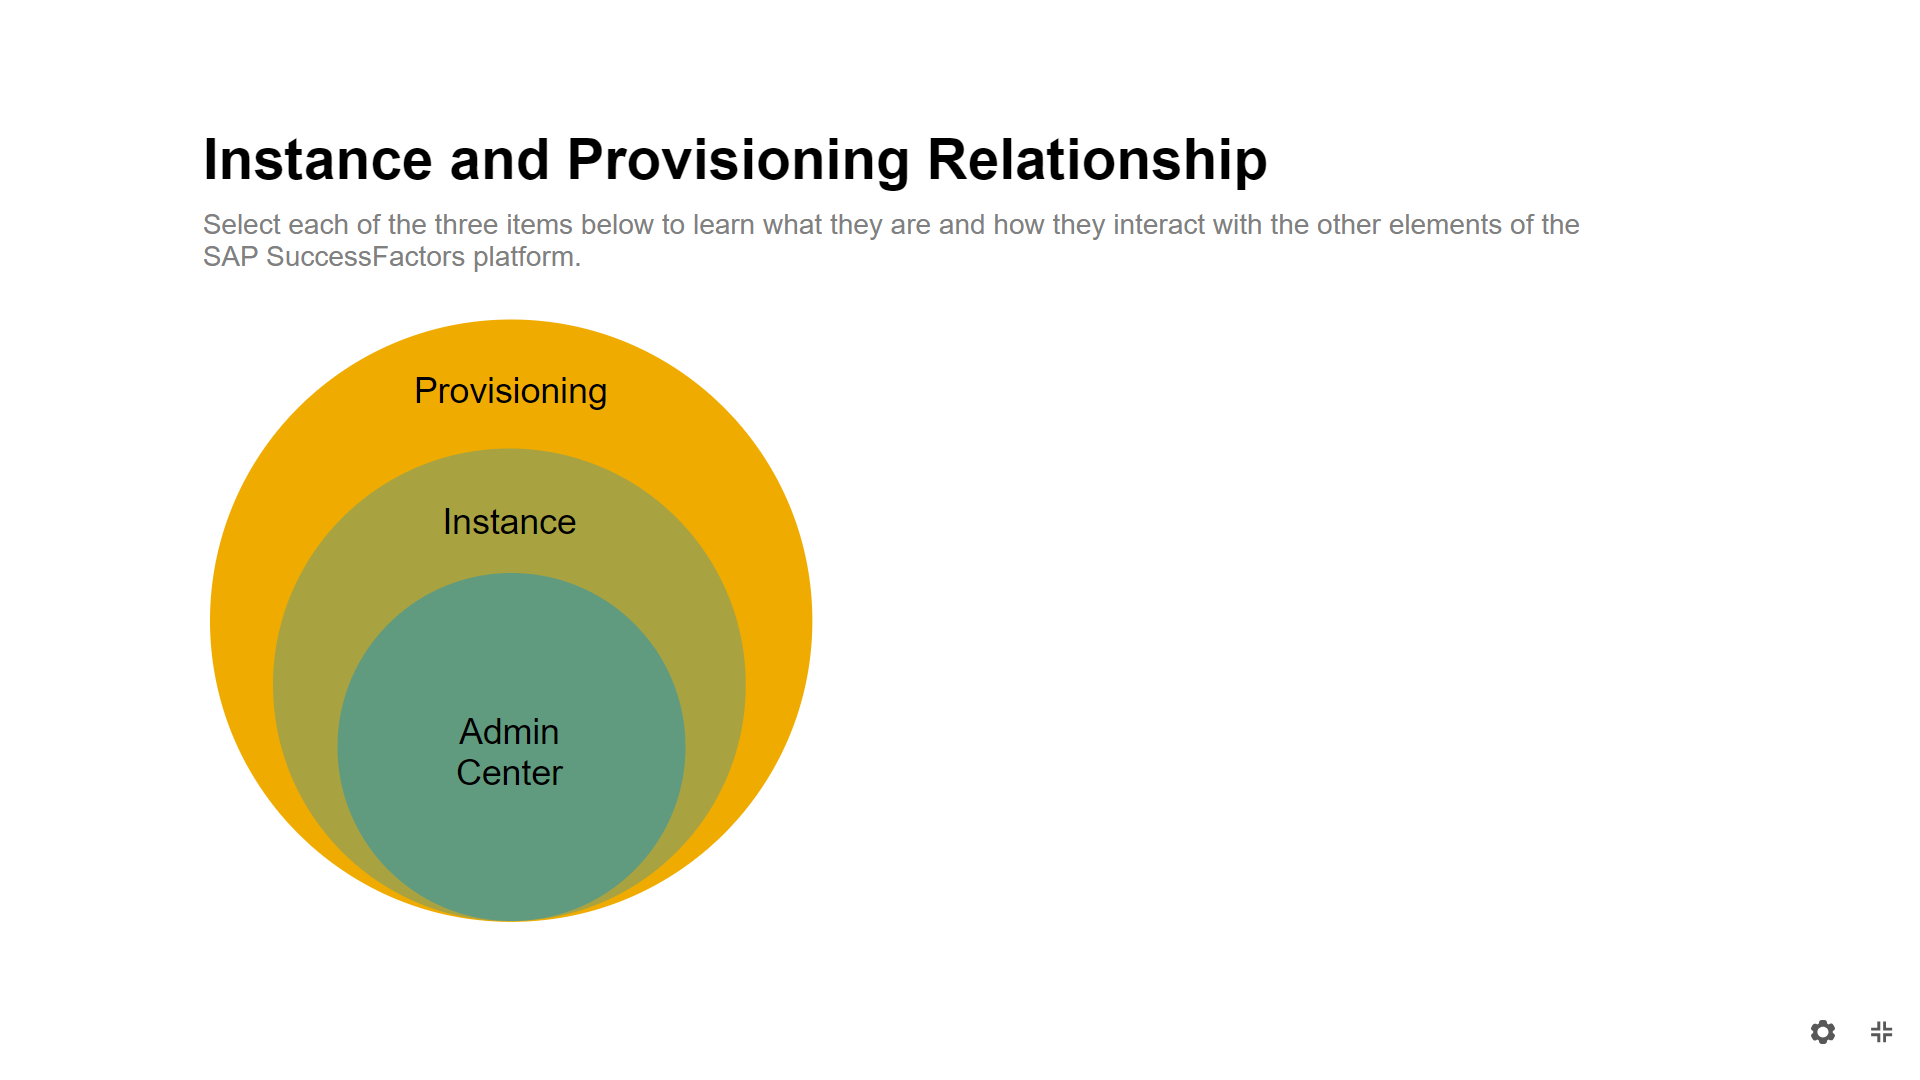 Instance and Provisioning Relationship
Select each of the three items below to learn what they are and how they interact with the other elements of the
SAP SuccessFactors platform.
Provisioning
Instance
Admin
Center